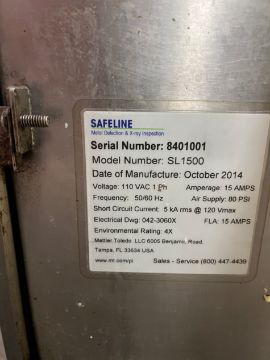 SAFELINE
Metal Detection & X-ray Inspection
Serial Number: 8401001
Model Number: SL1500
Date of Manufacture: October 2014
Voltage: 110 VAC 1 Ph Amperage: 15 AMPS
Frequency: 50/60 Hz Air Supply: 80 PSI
Short Circuit Current: 5 kA rms @ 120 Vmax
Electrical Dwg: 042-3060X FLA: 15 AMPS
Environmental Rating: 4X
Mettler Toledo LLC 6005 Benjamin, Road.
Tampa, FL 33634 USA
www.mt.com/pi Sales - Service (800) 447-4439